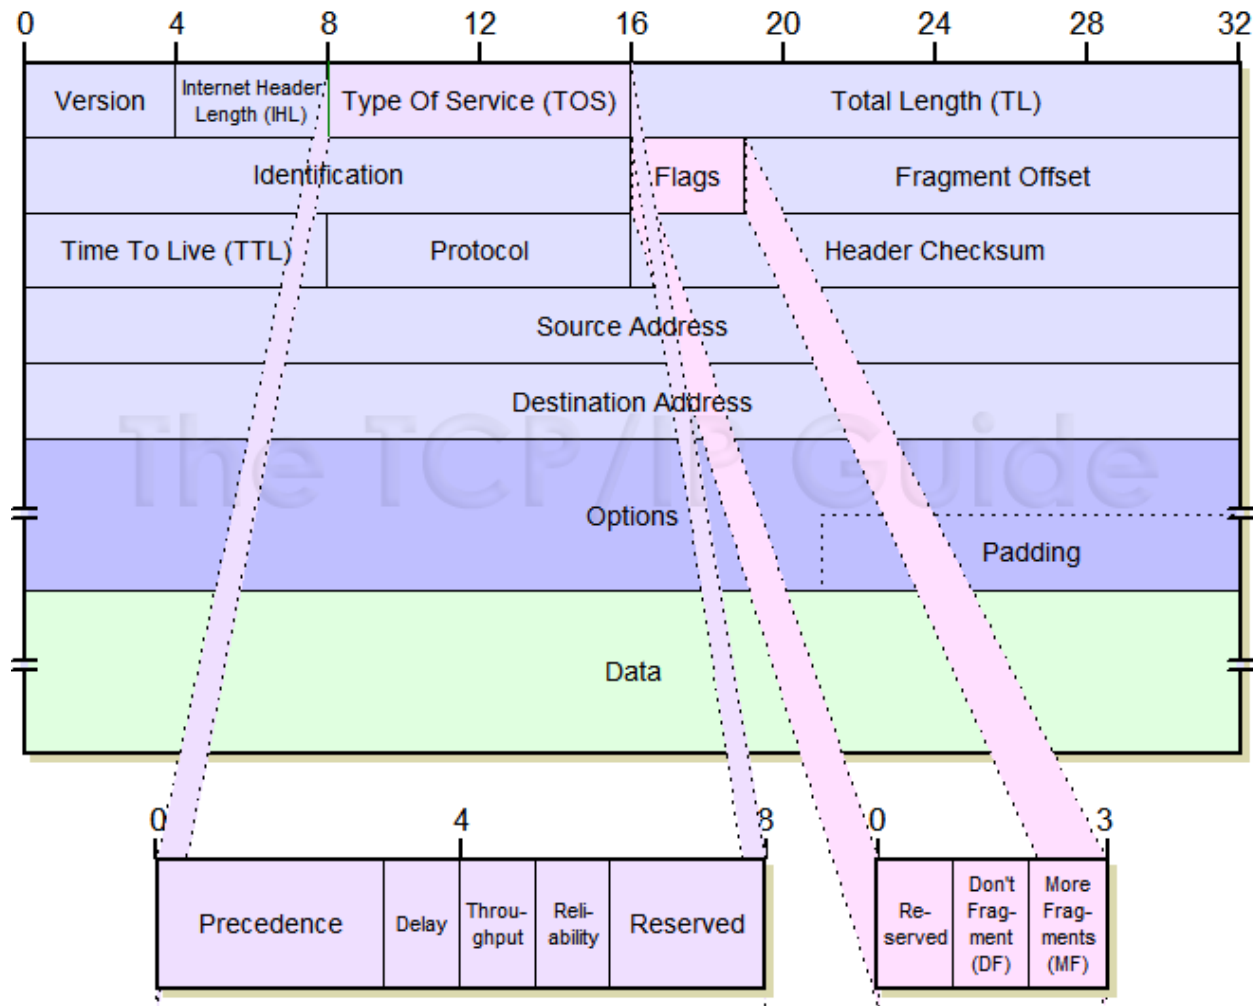 0 4 8 12 16 20 24 28 32
Version
Internet Header
Length (IHL)
Type Of Service (TOS)
Total Length (TL)
Identification
Flags
Fragment Offset
Time To Live (TTL)
Protocol
Header Checksum
Source Address
Destination Address
The TCP/IP Guide
Options
Padding
Data
0 4 8
0 3
Precedence
Delay
Throu-
ghput
Reli-
ability
Reserved
Re-
served
Don't
Frag-
ment
(DF)
More
Frag-
ments
(MF)